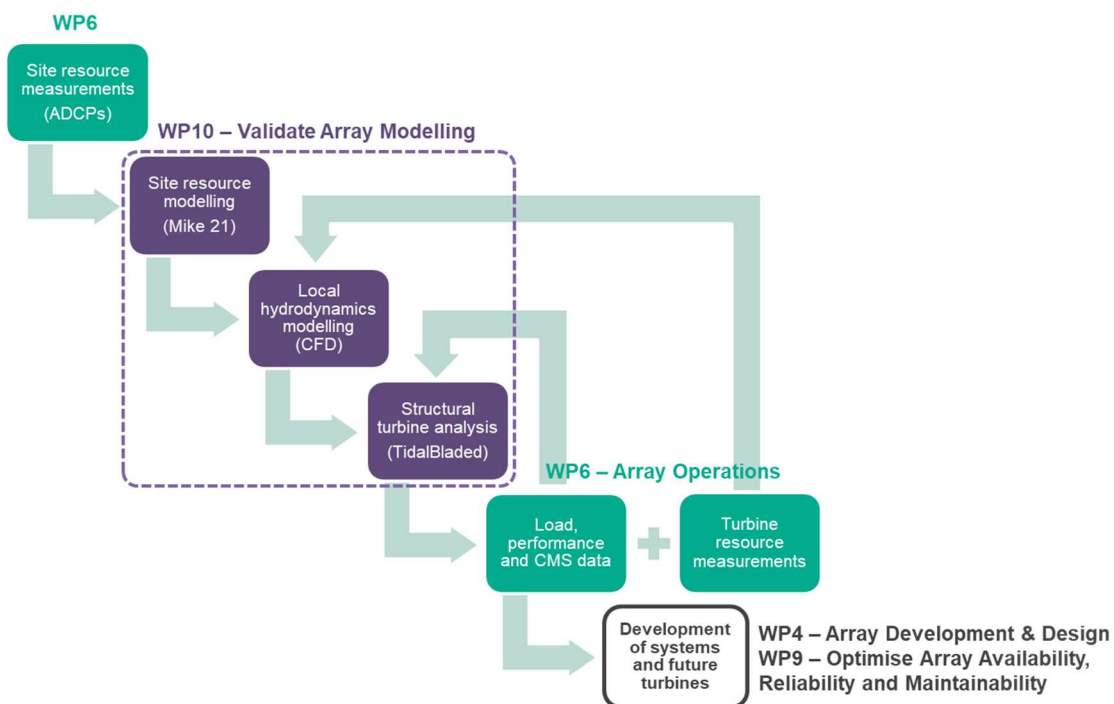 WP6
Site resource
measurements
(ADCPs)
WP10 – Validate Array Modelling
Site resource
modelling
(Mike 21)
Local
hydrodynamics
modelling
(CFD)
Structural
turbine analysis
(TidalBladed)
WP6 – Array Operations
Load,
performance
and CMS data
Turbine
resource
measurements
Development
of systems
and future
turbines
WP4 – Array Development & Design
WP9 – Optimise Array Availability,
Reliability and Maintainability